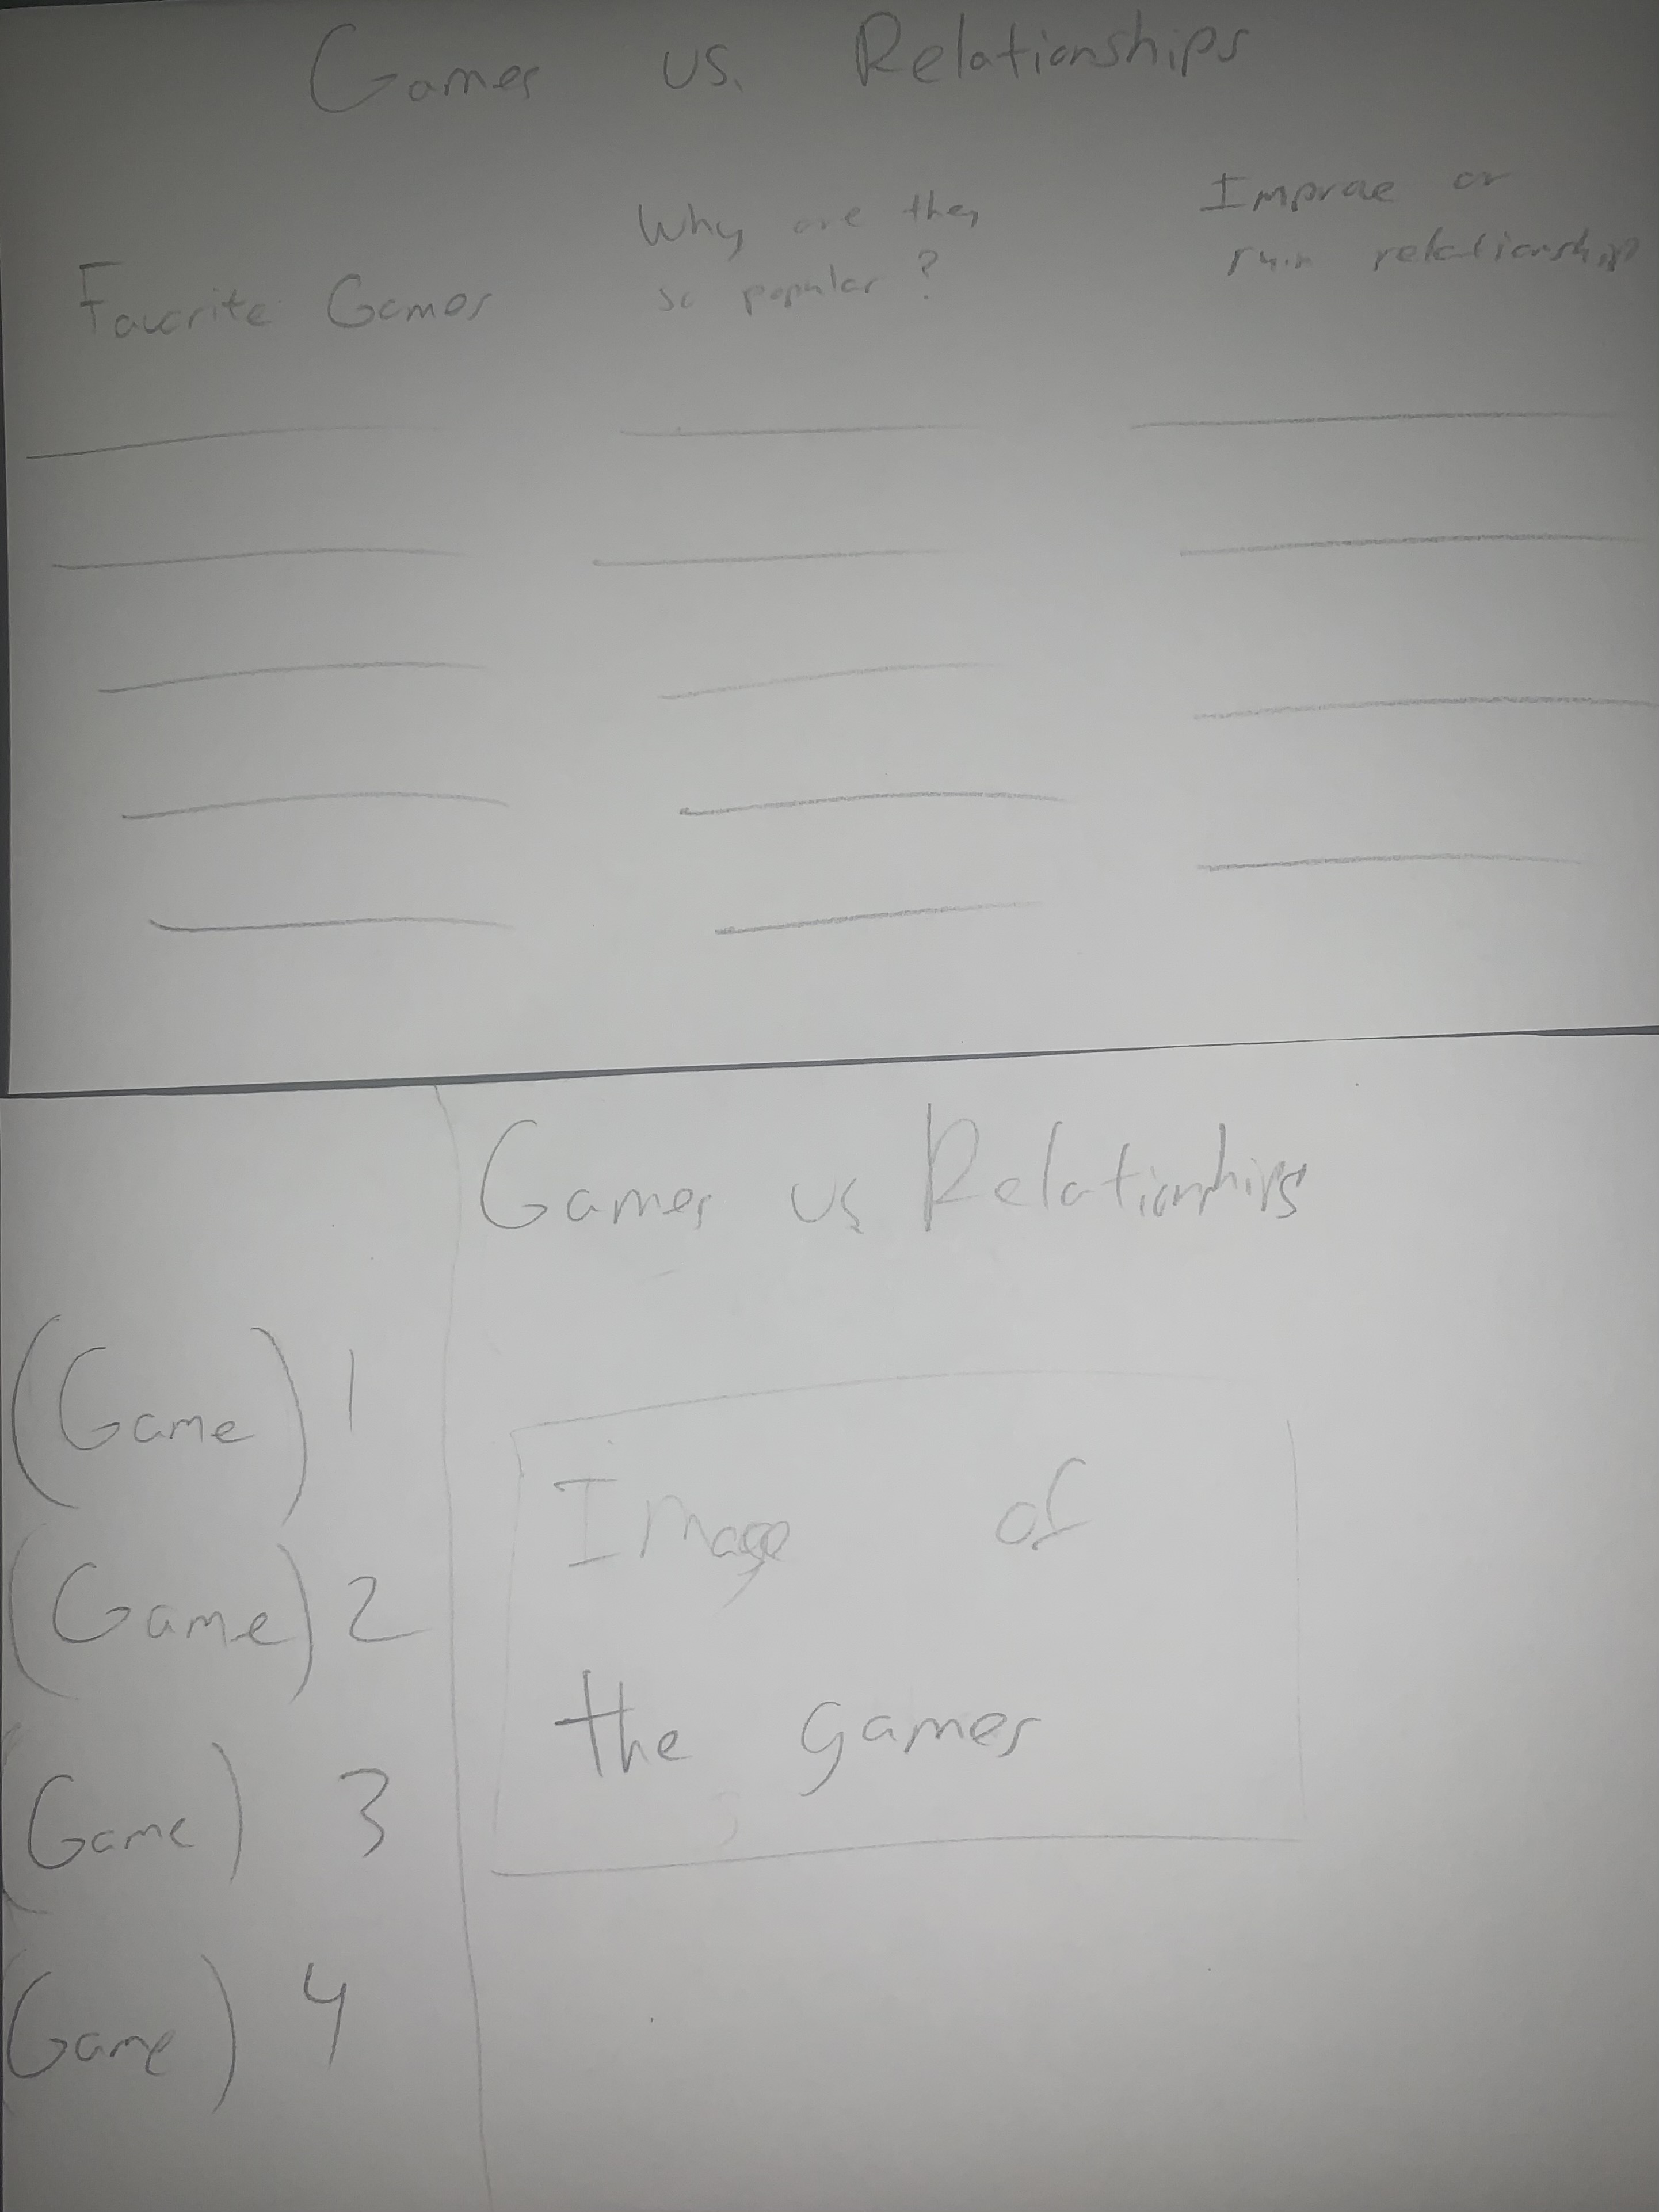 Games vs. Relationships
Favorite Games
Why are they
so popular?
Improve or
ruin relationship
Games vs Relationships
(Game) 1
(Game) 2
(Game) 3
(Game) 4
Image of
the games